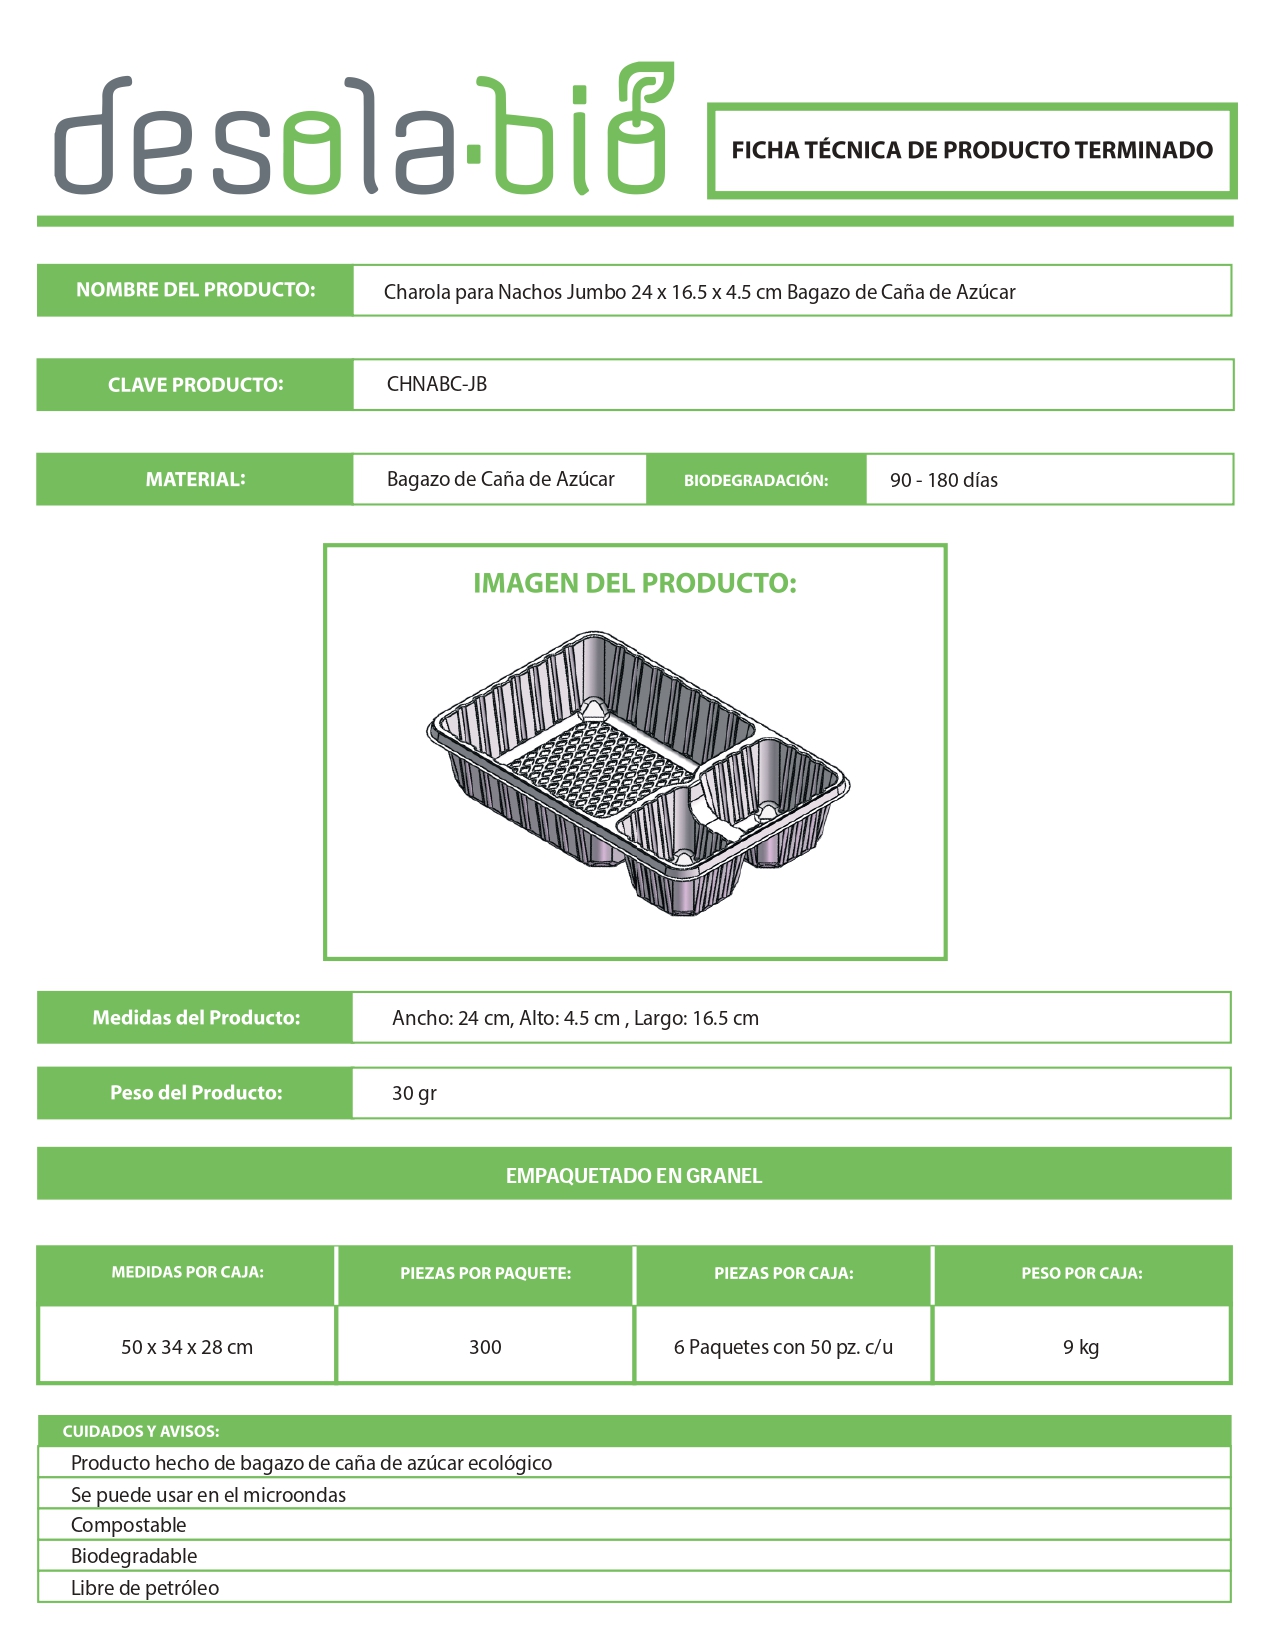 desola.bio
FICHA TÉCNICA DE PRODUCTO TERMINADO
NOMBRE DEL PRODUCTO:
Charola para Nachos Jumbo 24 x 16.5 x 4.5 cm Bagazo de Caña de Azúcar
CLAVE PRODUCTO:
CHNABC-JB
MATERIAL:
Bagazo de Caña de Azúcar
BIODEGRADACIÓN:
90 - 180 días
IMAGEN DEL PRODUCTO:
Medidas del Producto:
Ancho: 24 cm, Alto: 4.5 cm , Largo: 16.5 cm
Peso del Producto:
30 gr
EMPAQUETADO EN GRANEL
MEDIDAS POR CAJA:
PIEZAS POR PAQUETE:
PIEZAS POR CAJA:
PESO POR CAJA:
50 x 34 x 28 cm
300
6 Paquetes con 50 pz. c/u
9 kg
CUIDADOS Y AVISOS:
Producto hecho de bagazo de caña de azúcar ecológico
Se puede usar en el microondas
Compostable
Biodegradable
Libre de petróleo